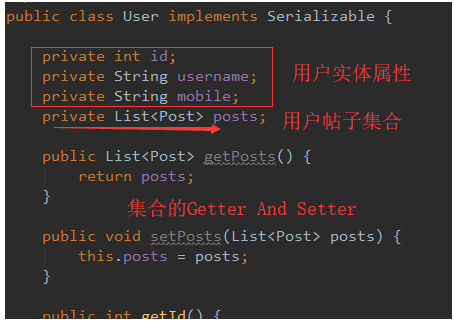 public class User implements Serializable {
private int id;
private String username;
用户实体属性
private String mobile;
private List<Post> posts;
用户帖子集合
public List<Post> getPosts() {
return posts;
}
集合的Getter And Setter
public void setPosts(List<Post> posts) {
this.posts = posts;
}
public int getId() {